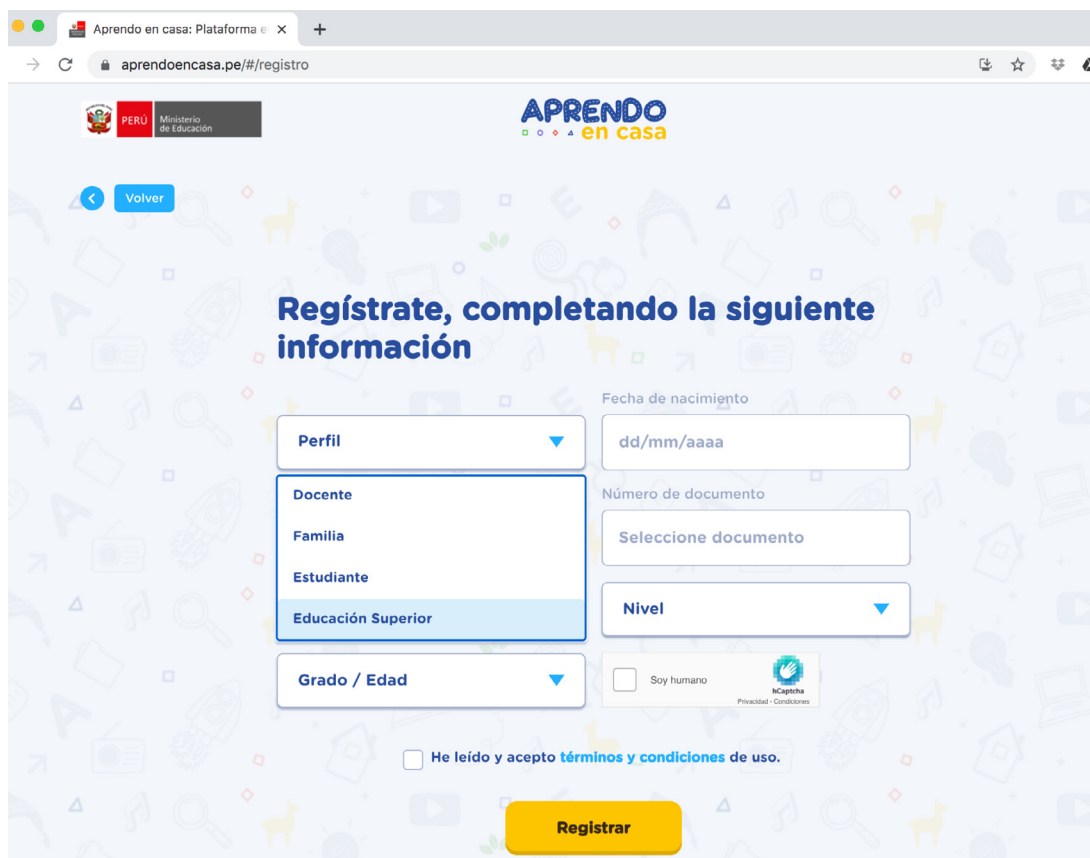 Aprendo en casa: Plataforma e
aprendoencasa.pe/#/registro
PERÚ
Ministerio
de Educación
APRENDO
en casa
Volver
Regístrate, completando la siguiente
información
Perfil
Docente
Familia
Estudiante
Educación Superior
Grado / Edad
Fecha de nacimiento
dd/mm/aaaa
Número de documento
Seleccione documento
Nivel
Soy humano
hCaptcha
Privacidad - Condiciones
He leído y acepto términos y condiciones de uso.
Registrar